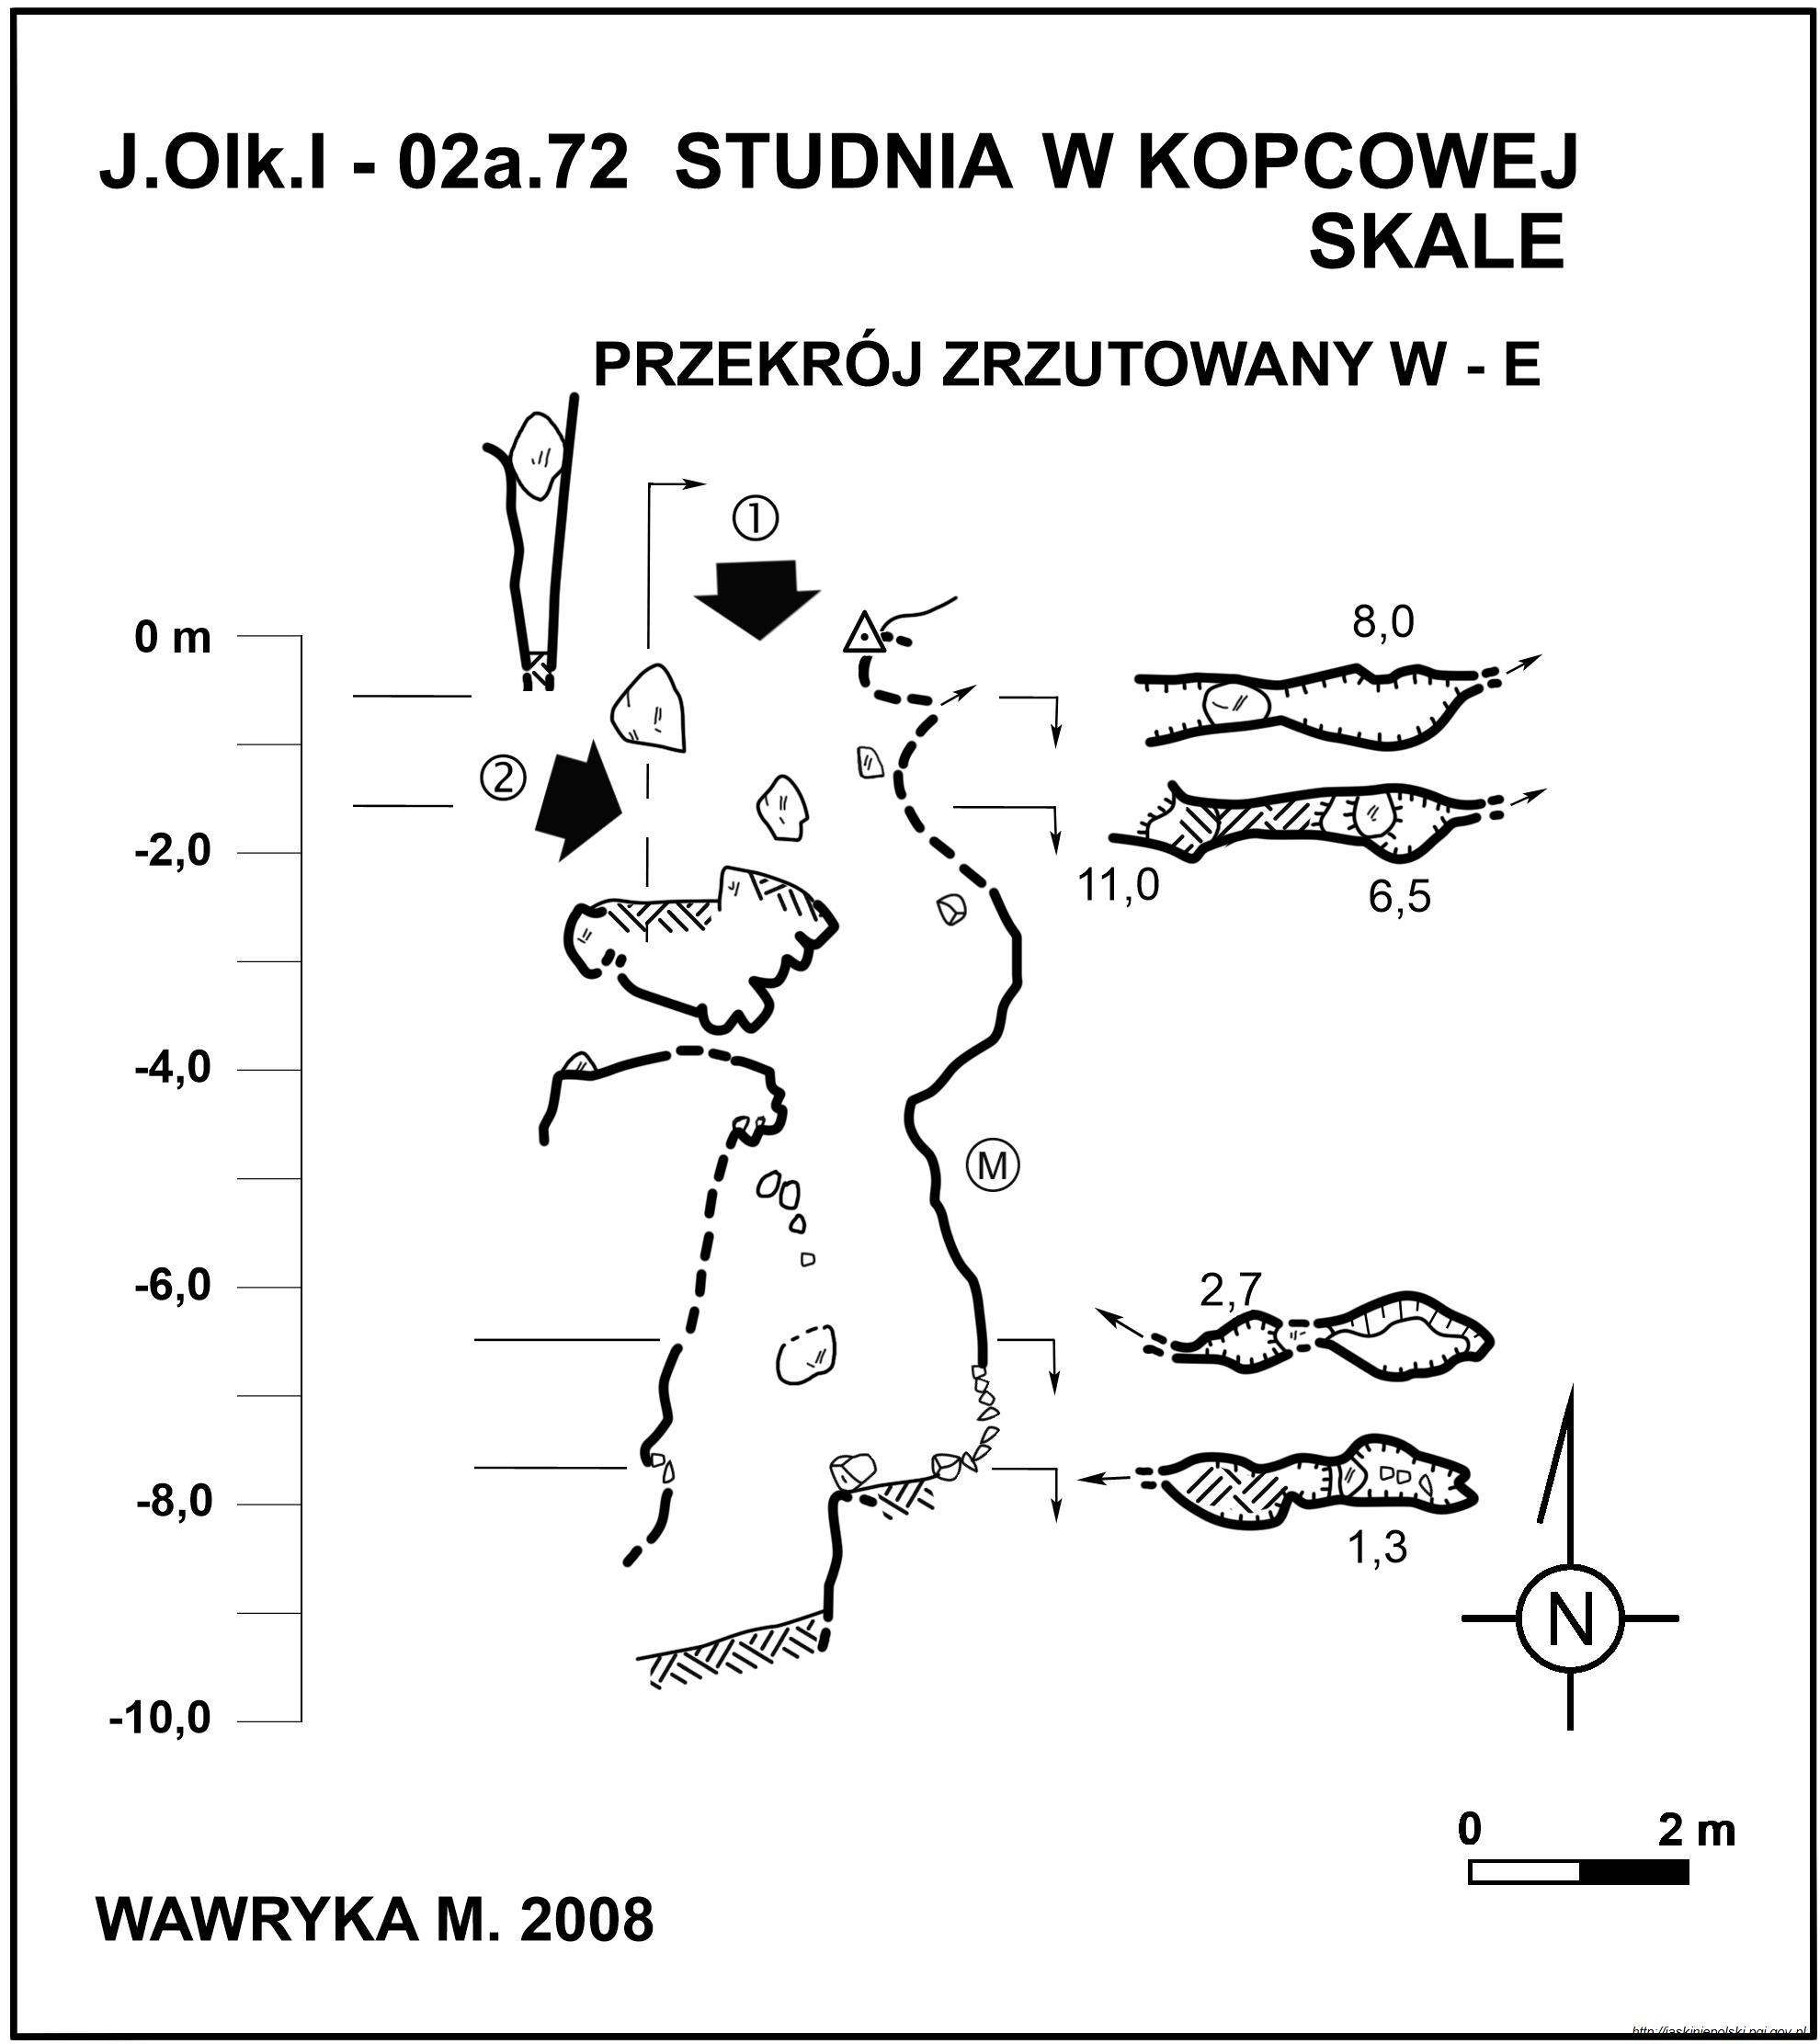 J.Olk.I - 02a.72 STUDNIA W KOPCOWEJ
SKALE
PRZEKRÓJ ZRZUTOWANY W - E
①
0 m
8,0
②
-2,0
11,0
6,5
-4,0
M
-6,0
2,7
-8,0
1,3
N
-10,0
0 2 m
WAWRYKA M. 2008
http://jaskiniepolski.pgi.gov.pl